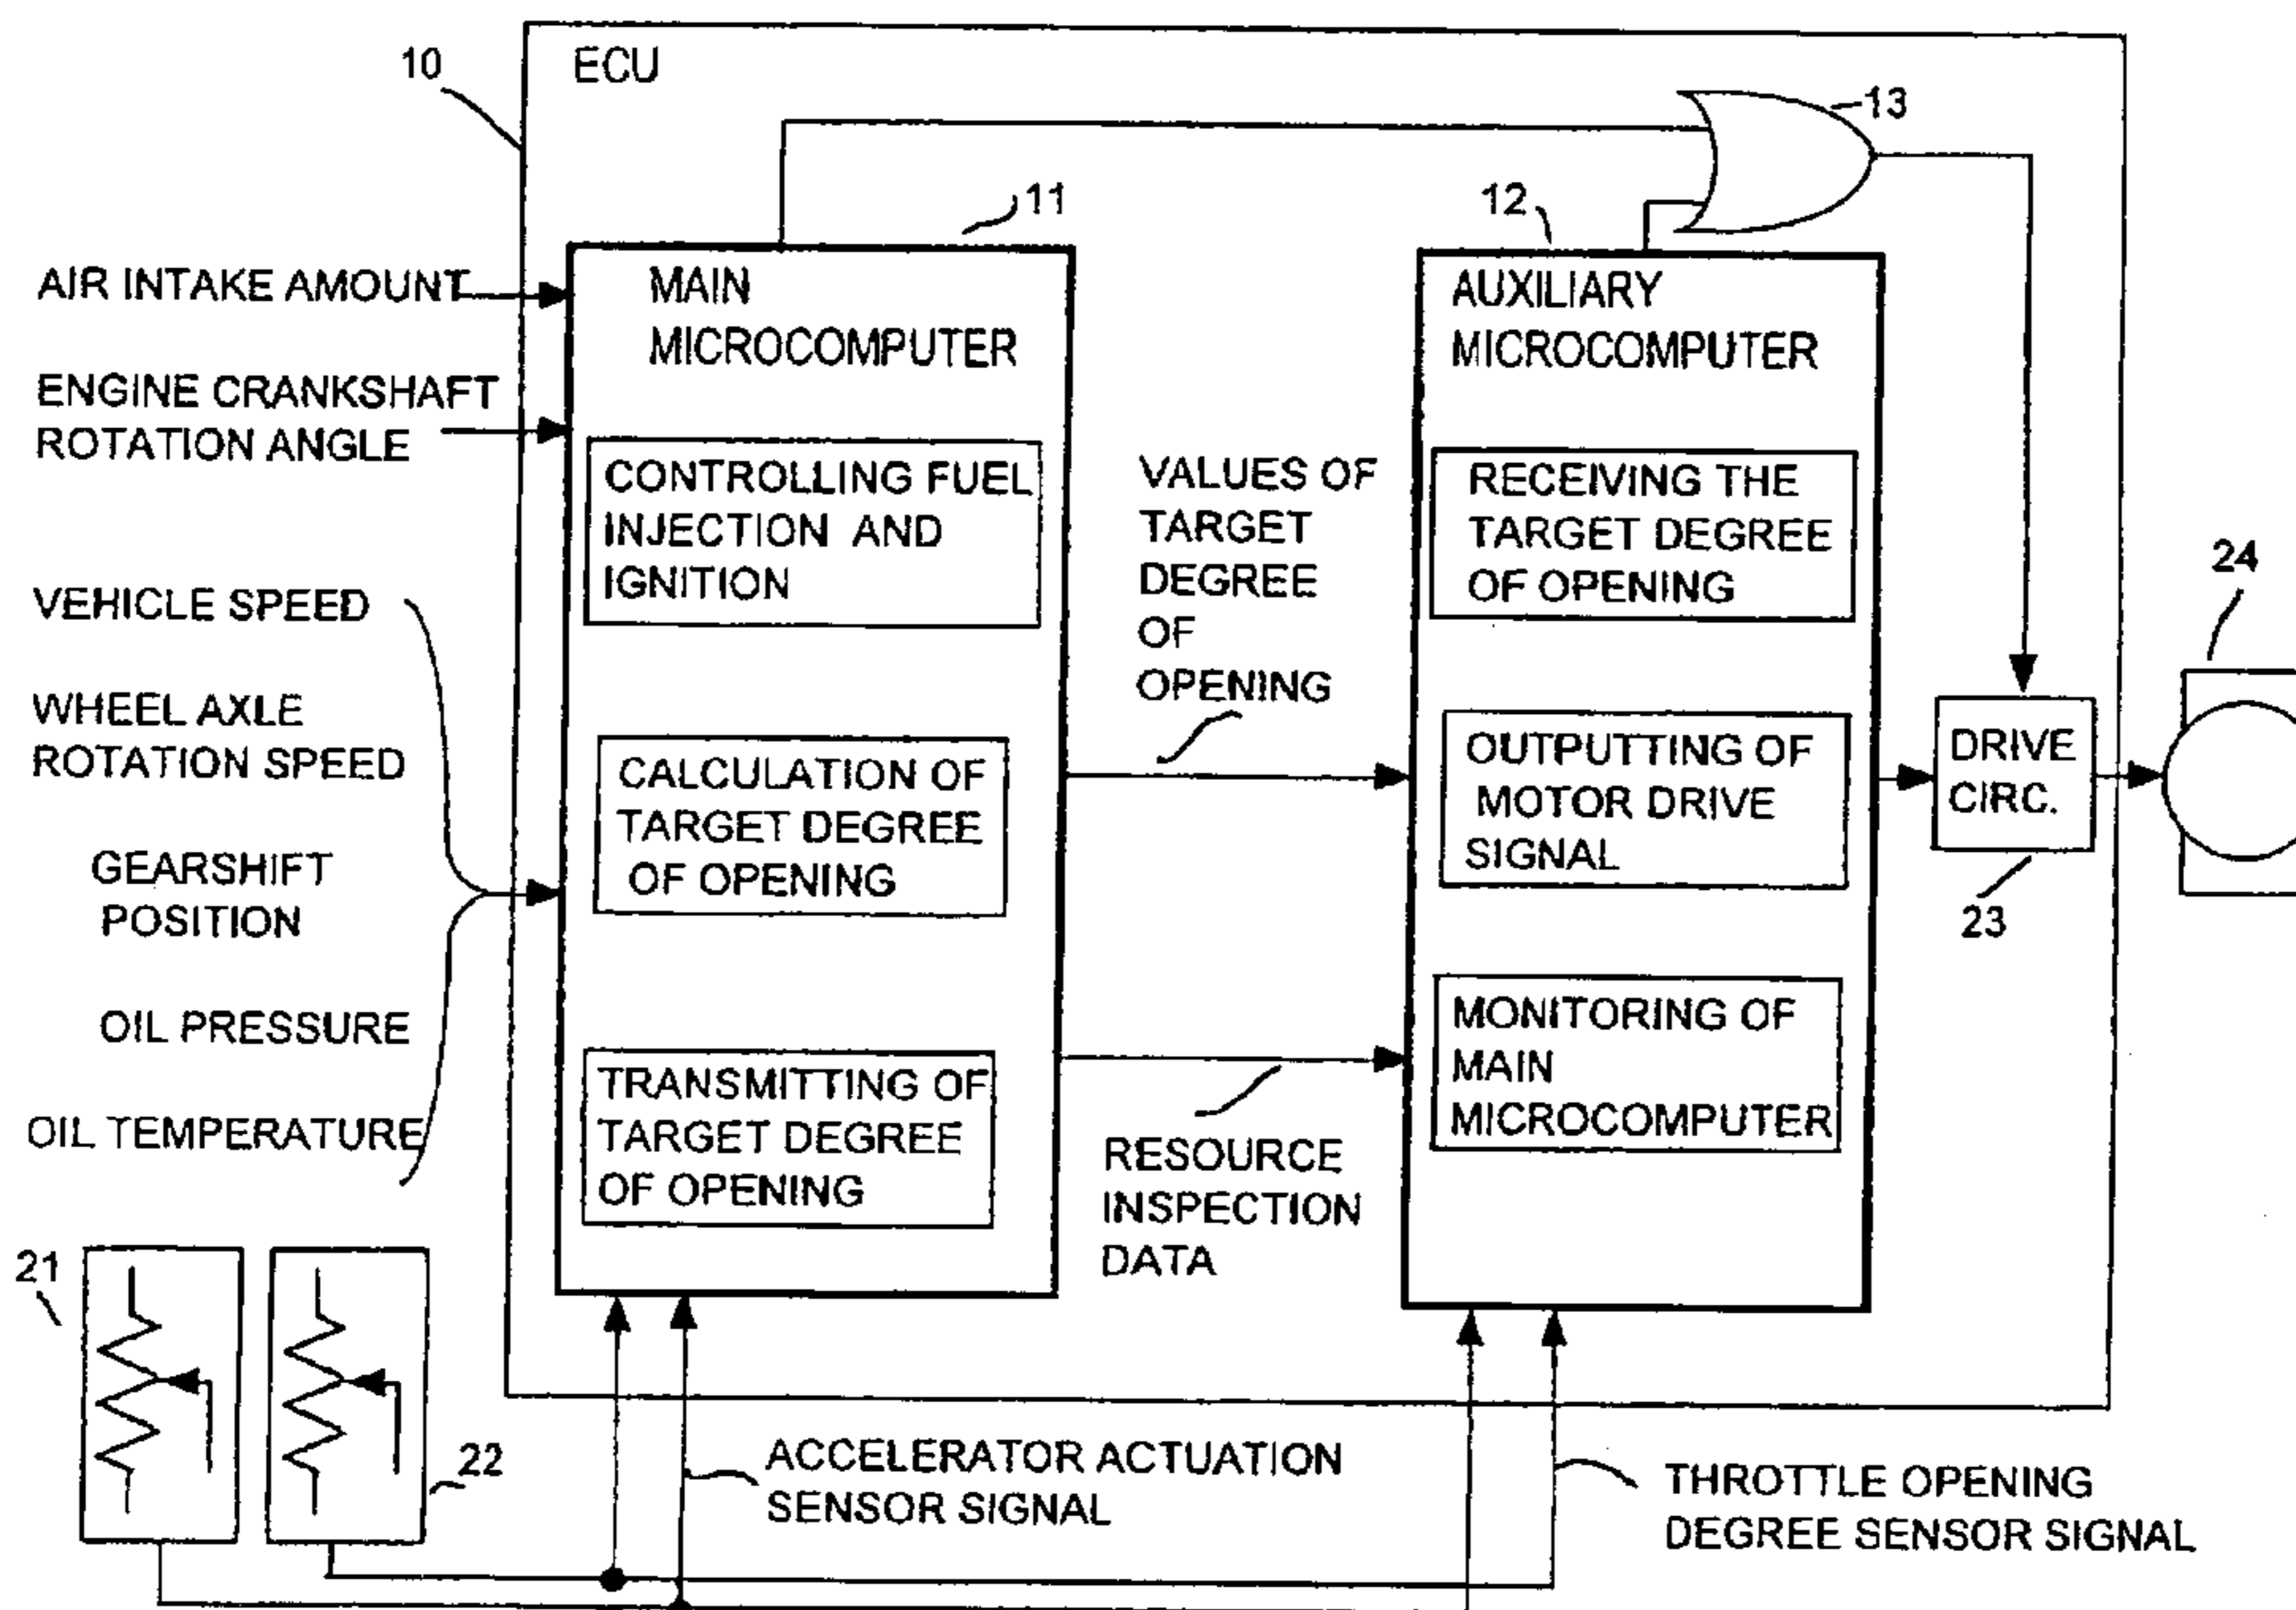 10
ECU
13
11
12
AIR INTAKE AMOUNT
ENGINE CRANKSHAFT
ROTATION ANGLE
VEHICLE SPEED
WHEEL AXLE
ROTATION SPEED
GEARSHIFT
POSITION
OIL PRESSURE
OIL TEMPERATURE
MAIN
MICROCOMPUTER
CONTROLLING FUEL
INJECTION AND
IGNITION
CALCULATION OF
TARGET DEGREE
OF OPENING
TRANSMITTING OF
TARGET DEGREE
OF OPENING
VALUES OF
TARGET
DEGREE
OF
OPENING
RESOURCE
INSPECTION
DATA
AUXILIARY
MICROCOMPUTER
RECEIVING THE
TARGET DEGREE
OF OPENING
OUTPUTTING OF
MOTOR DRIVE
SIGNAL
MONITORING OF
MAIN
MICROCOMPUTER
DRIVE
CIRC.
23
24
21
22
ACCELERATOR ACTUATION
SENSOR SIGNAL
THROTTLE OPENING
DEGREE SENSOR SIGNAL